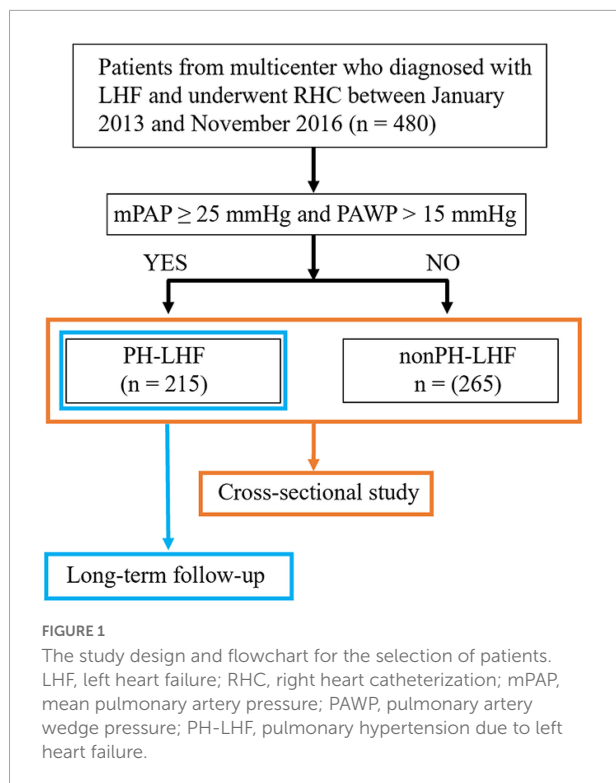 Patients from multicenter who diagnosed with
LHF and underwent RHC between January
2013 and November 2016 (n = 480)
mPAP ≥ 25 mmHg and PAWP > 15 mmHg
YES
NO
PH-LHF
(n = 215)
nonPH-LHF
n = (265)
Cross-sectional study
Long-term follow-up
FIGURE 1
The study design and flowchart for the selection of patients.
LHF, left heart failure; RHC, right heart catheterization; mPAP,
mean pulmonary artery pressure; PAWP, pulmonary artery
wedge pressure; PH-LHF, pulmonary hypertension due to left
heart failure.